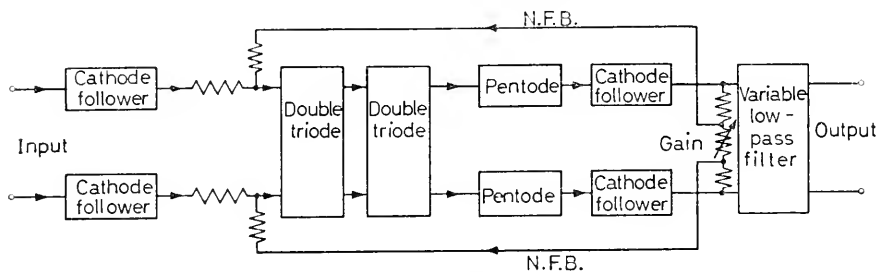 N.F.B.
Cathode
follower
Double
triode
Double
triode
Pentode
Cathode
follower
Variable
low-
pass
filter
Input
Gain
Output
Cathode
follower
Pentode
Cathode
follower
N.F.B.